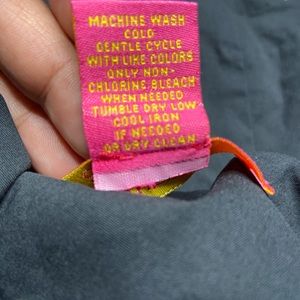 MACHINE WASH
COLD
GENTLE CYCLE
WITH LIKE COLORS
ONLY NON-
CHLORINE BLEACH
WHEN NEEDED
TUMBLE DRY LOW
COOL IRON
IF NEEDED
OR DRY CLEAN